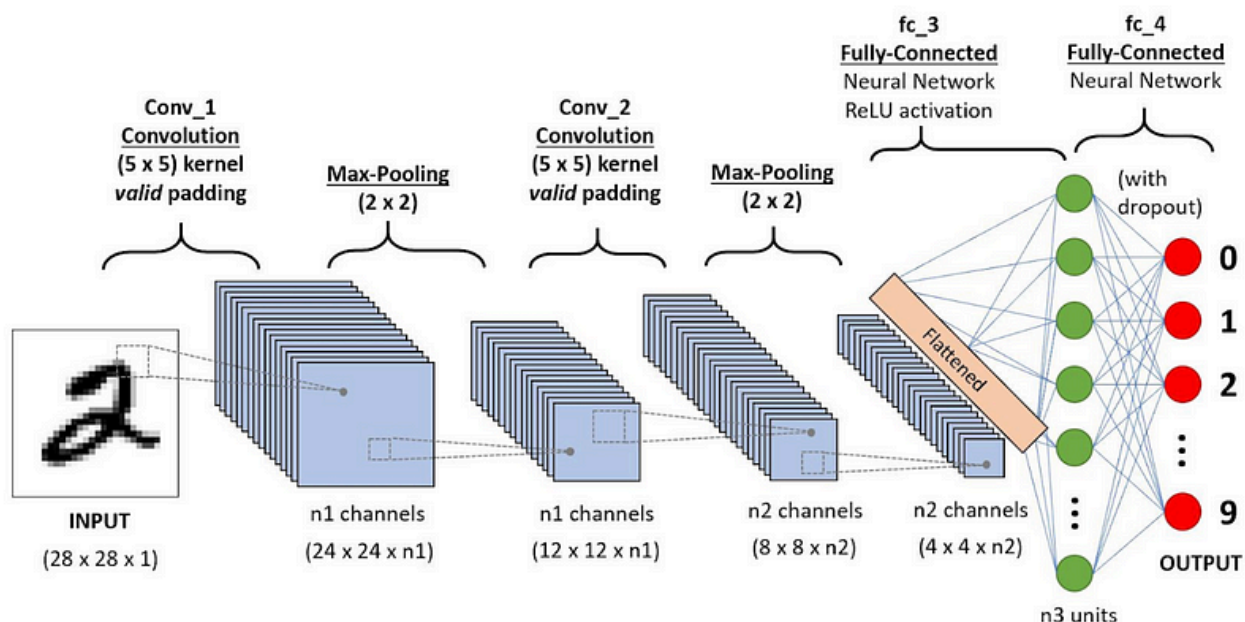 fc_3
Fully-Connected
Neural Network
ReLU activation
fc_4
Fully-Connected
Neural Network
Conv_1
Convolution
(5 x 5) kernel
valid padding
Max-Pooling
(2 x 2)
Conv_2
Convolution
(5 x 5) kernel
valid padding
Max-Pooling
(2 x 2)
(with
dropout)
0
1
2
9
Flattened
2
INPUT
(28 x 28 x 1)
n1 channels
(24 x 24 x n1)
n1 channels
(12 x 12 x n1)
n2 channels
(8 x 8 x n2)
n2 channels
(4 x 4 x n2)
OUTPUT
n3 units